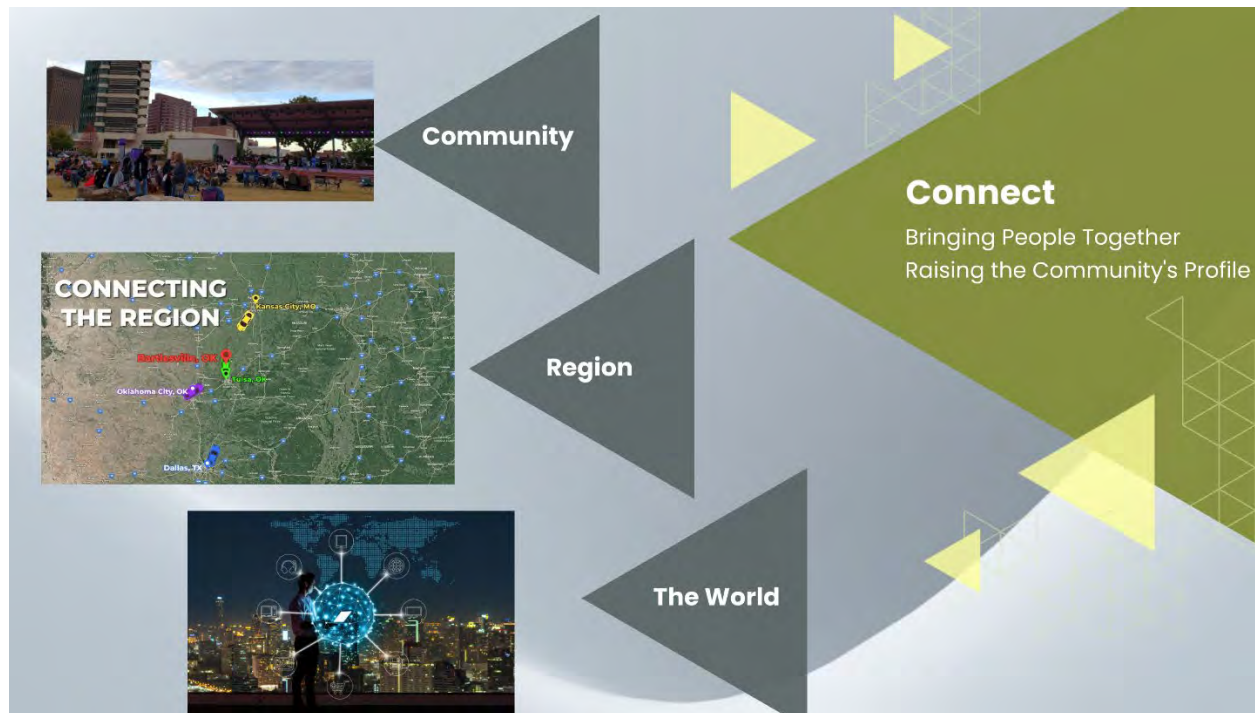 Community
Connect
Bringing People Together
Raising the Community's Profile
CONNECTING
THE REGION
Kansas City, MO
Bartlesville, OK
Tulsa, OK
Oklahoma City, OK
Dallas, TX
Region
The World